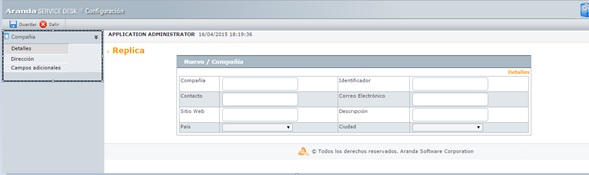 Aranda SERVICE DESK // Configuración
Guardar Salir
Compañia
Detalles
Dirección
Campos adicionales
APPLICATION ADMINISTRATOR 16/04/2015 18:19:36
Replica
Nuevo / Compañía
Detalles
Compañía Identificador
Contacto Correo Electrónico
Sitio Web Descripción
País Ciudad
© Todos los derechos reservados. Aranda Software Corporation